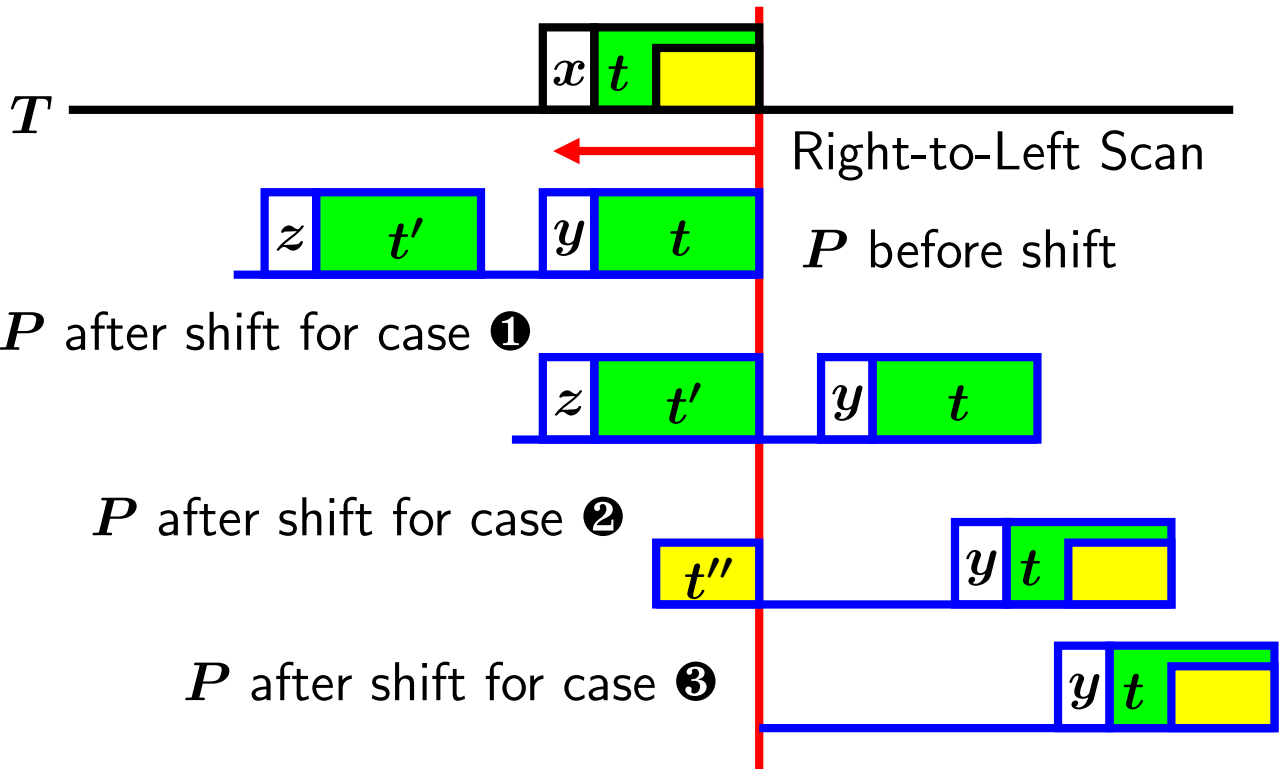 x t
T
Right-to-Left Scan
z t′ y t
P before shift
P after shift for case ❶
z t′ y t
P after shift for case ❷
t″ y t
P after shift for case ❸
y t